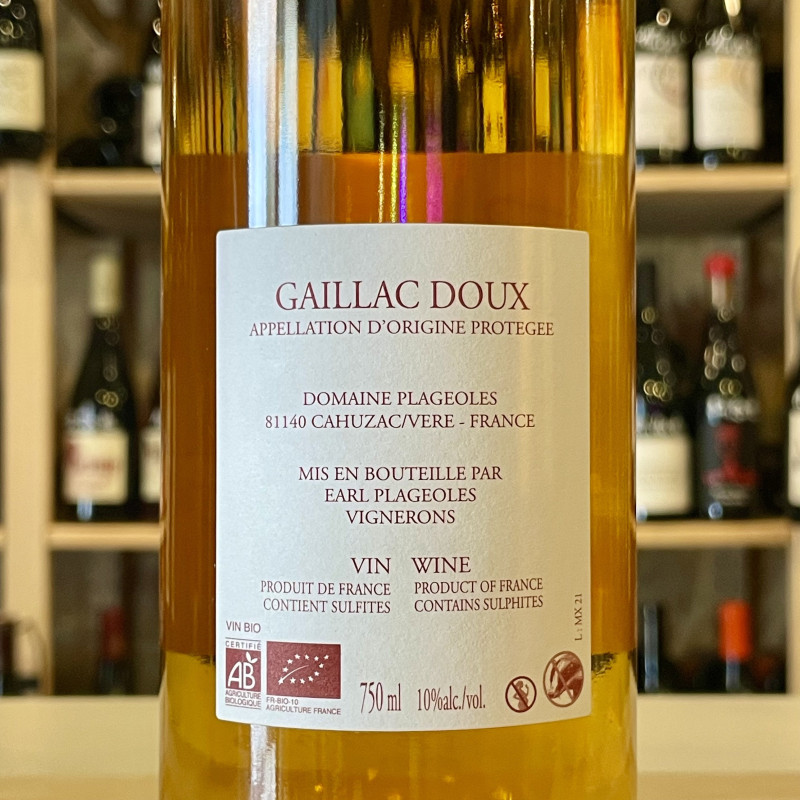 GAILLAC DOUX
APPELLATION D'ORIGINE PROTEGEE
DOMAINE PLAGEOLES
81140 CAHUZAC/VERE - FRANCE
MIS EN BOUTEILLE PAR
EARL PLAGEOLES
VIGNERONS
VIN WINE
PRODUIT DE FRANCE PRODUCT OF FRANCE
CONTIENT SULFITES CONTAINS SULPHITES
L: MX 21
VIN BIO
CERTIFIÉ
AB
AGRICULTURE
BIOLOGIQUE
FR-BIO-10
AGRICULTURE FRANCE
750 ml 10%alc./vol.